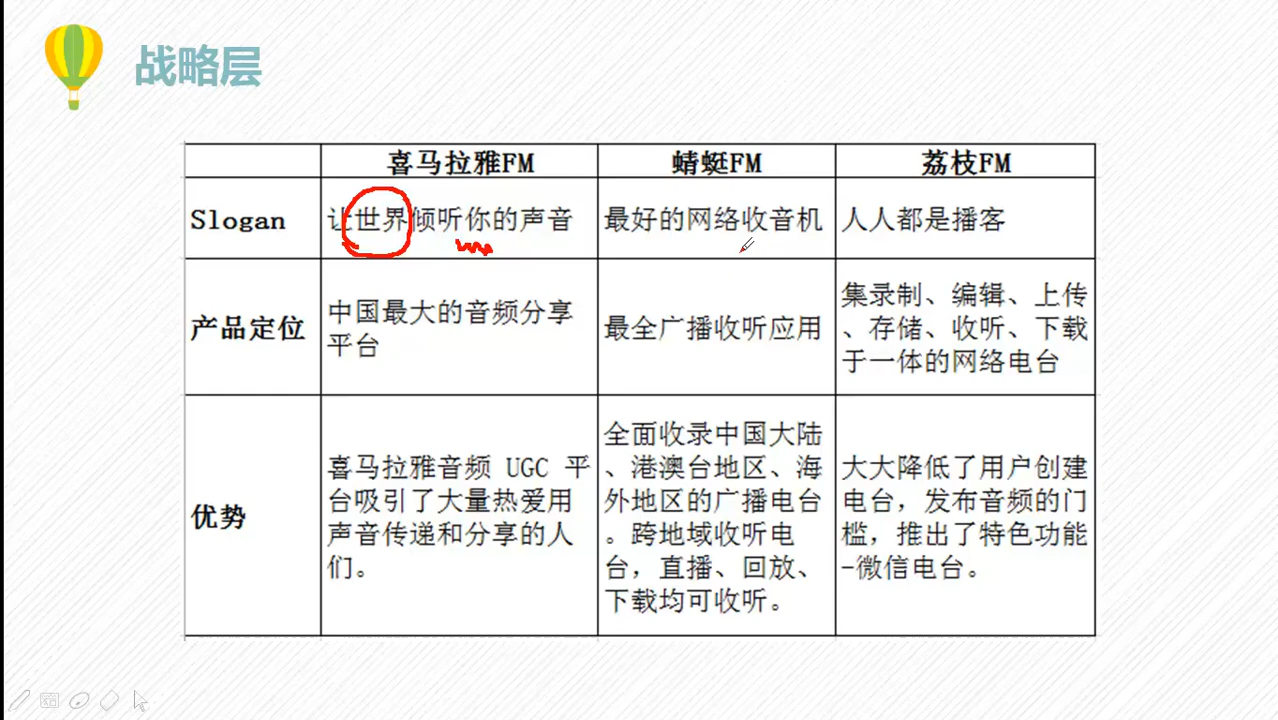 战略层
喜马拉雅FM
蜻蜓FM
荔枝FM
Slogan
让世界倾听你的声音
最好的网络收音机
人人都是播客
产品定位
中国最大的音频分享
平台
最全广播收听应用
集录制、编辑、上传
、存储、收听、下载
于一体的网络电台
优势
喜马拉雅音频 UGC 平
台吸引了大量热爱用
声音传递和分享的人
们。
全面收录中国大陆
、港澳台地区、海
外地区的广播电台
。跨地域收听电
台，直播、回放、
下载均可收听。
大大降低了用户创建
电台，发布音频的门
槛，推出了特色功能
-微信电台。